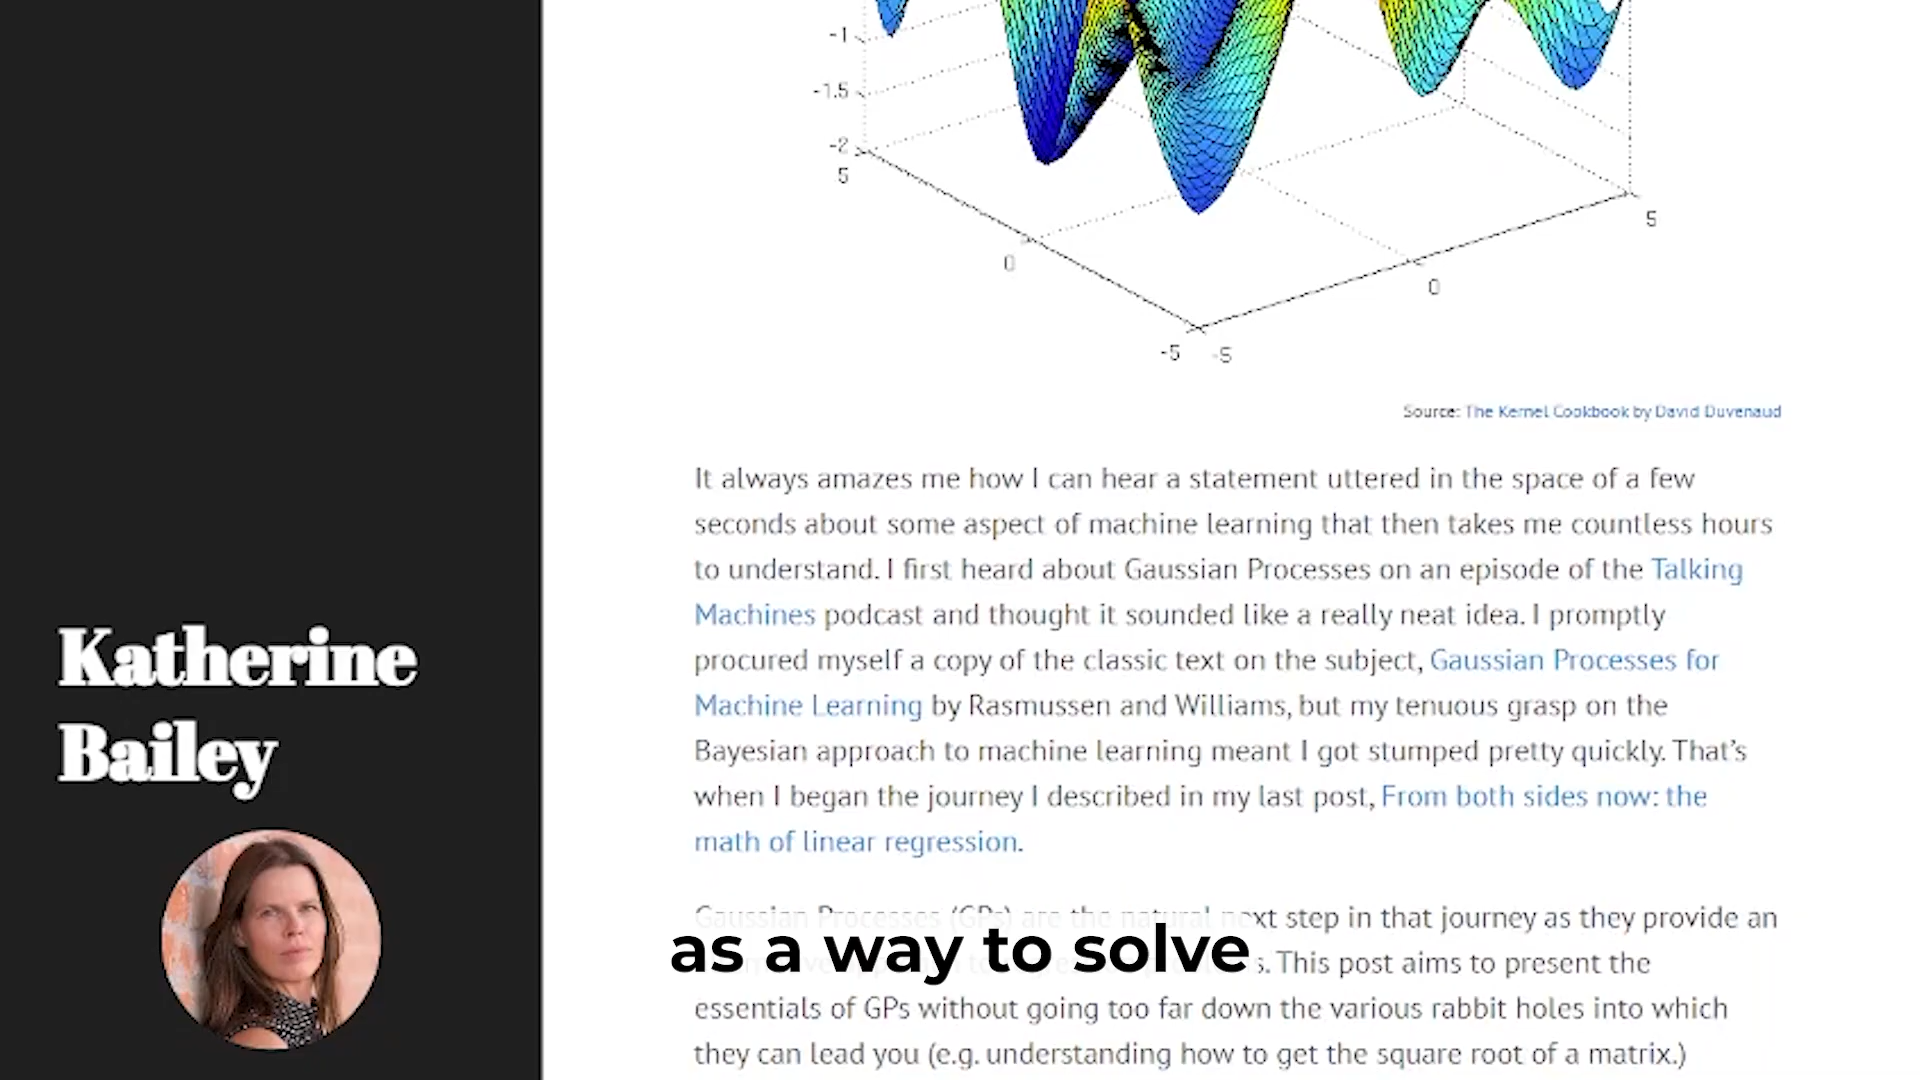 -1
-1.5
-2
5
0
-5
-5
0
5
Source: The Kernel Cookbook by David Duvenaud
It always amazes me how I can hear a statement uttered in the space of a few
seconds about some aspect of machine learning that then takes me countless hours
to understand. I first heard about Gaussian Processes on an episode of the Talking
Machines podcast and thought it sounded like a really neat idea. I promptly
procured myself a copy of the classic text on the subject, Gaussian Processes for
Machine Learning by Rasmussen and Williams, but my tenuous grasp on the
Bayesian approach to machine learning meant I got stumped pretty quickly. That’s
when I began the journey I described in my last post, From both sides now: the
math of linear regression.
Gaussian Processes (GPs) are the natural next step in that journey as they provide an
This post aims to present the
essentials of GPs without going too far down the various rabbit holes into which
they can lead you (e.g. understanding how to get the square root of a matrix.)
as a way to solve
Katherine
Bailey